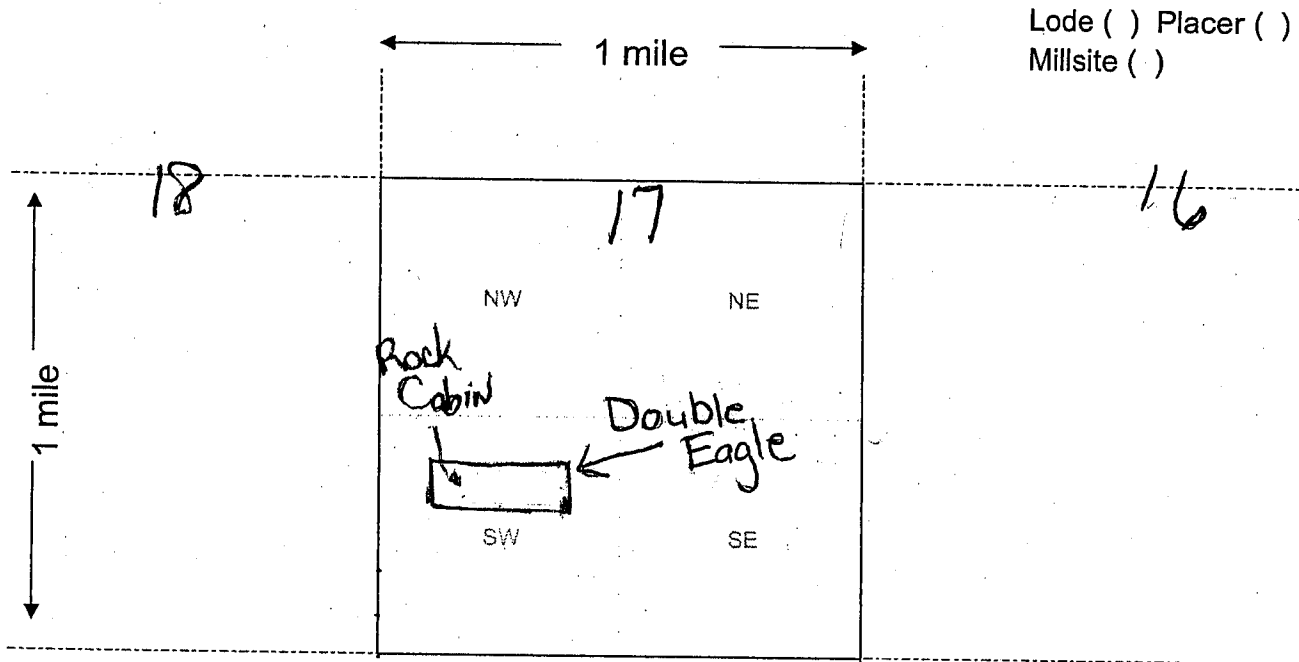 Lode ( ) Placer ( )
Millsite ( )
1 mile
18
17
16
NW
NE
1 mile
Rock
Cabin
Double
Eagle
SW
SE